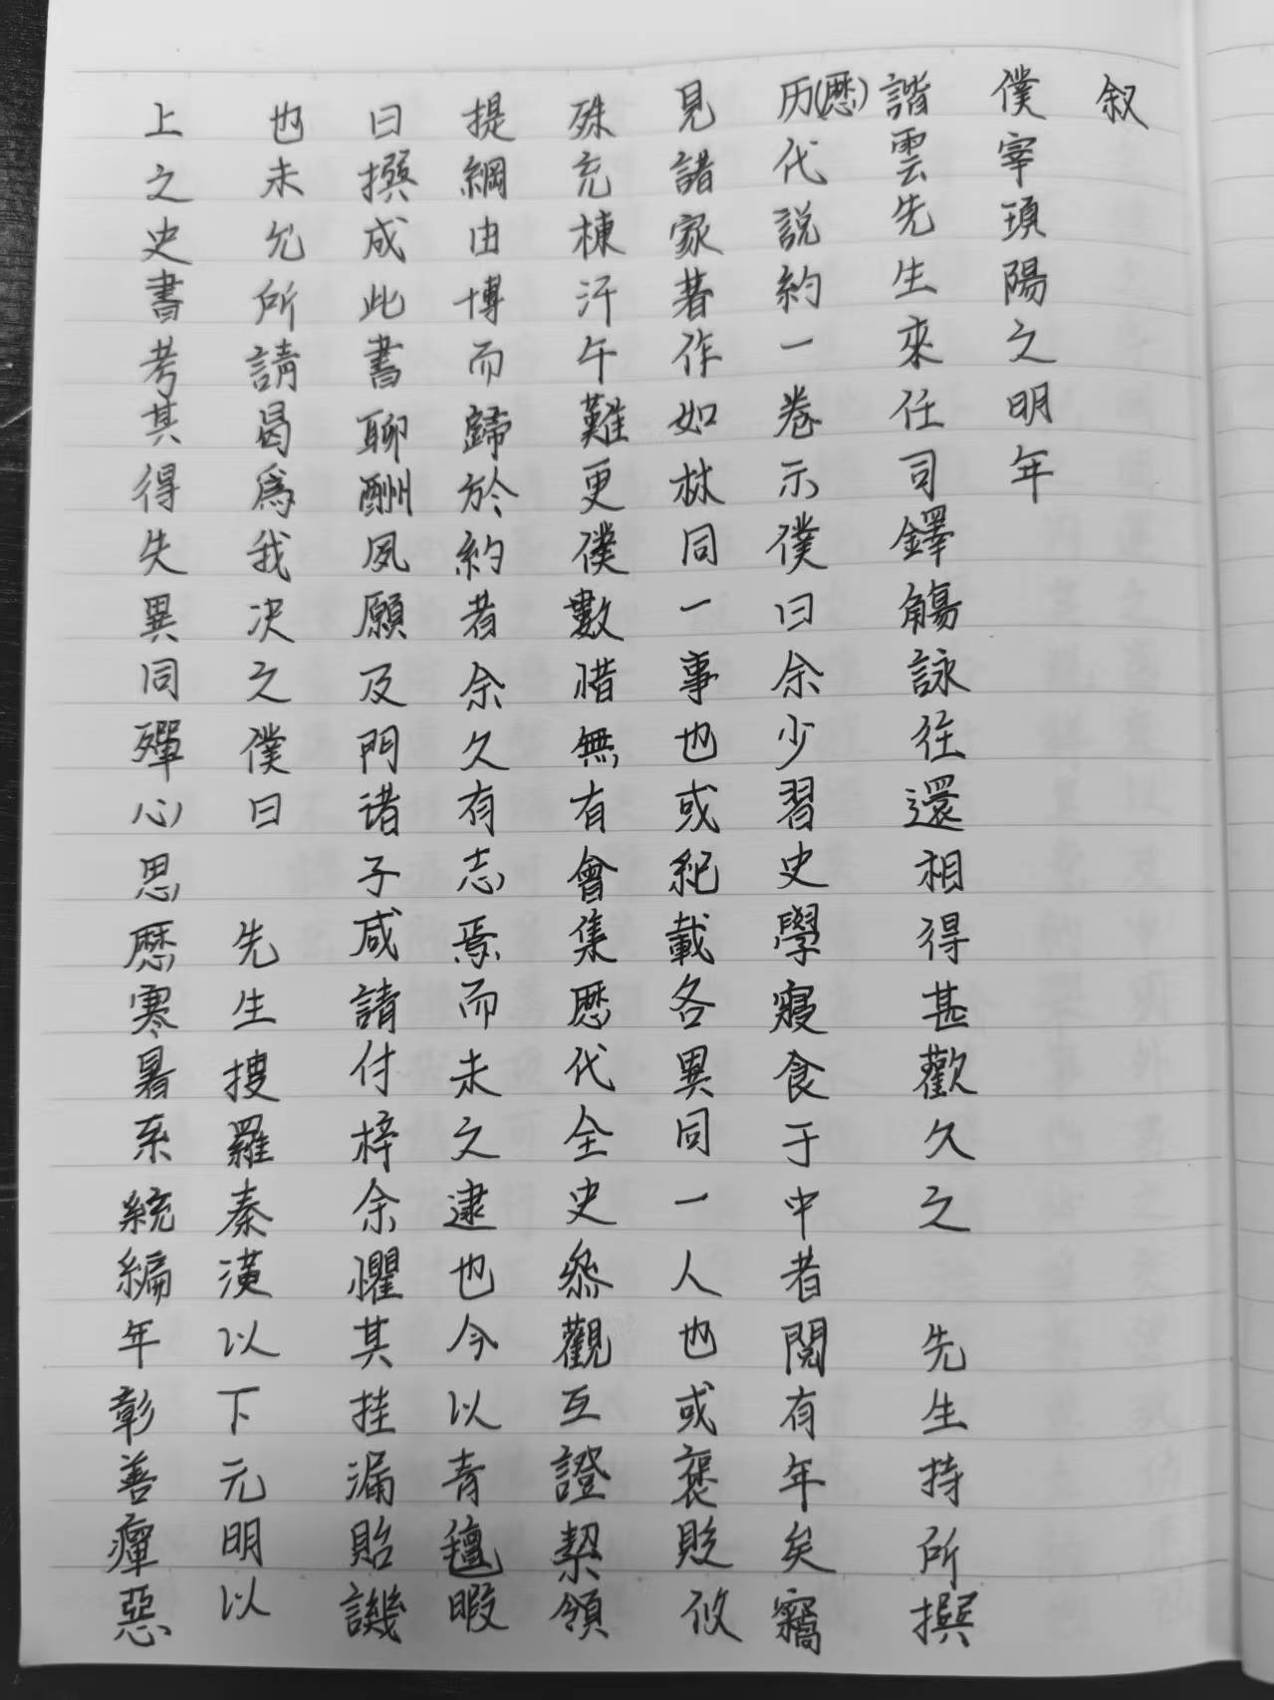 叙
僕宰頊陽之明年
諧雲先生來任司鐸觴詠往還相得甚歡久之　先生持所撰
历(歷)代説約一卷示僕曰余少習史學寢食于中者閲有年矣竊
見諸家著作如林同一事也或紀載各異同一人也或褒貶攸
殊充棟汗牛難更僕數惜無有會集歷代全史叅觀互證挈領
提綱由博而歸於約者余久有志焉而未之逮也今以青氊暇
日撰成此書聊酬夙願及門诸子咸請付梓余懼其挂漏貽譏
也未允所請曷爲我决之僕曰　先生搜羅秦漢以下元明以
上之史書考其得失異同殫心思歷寒暑系統編年彰善癉惡